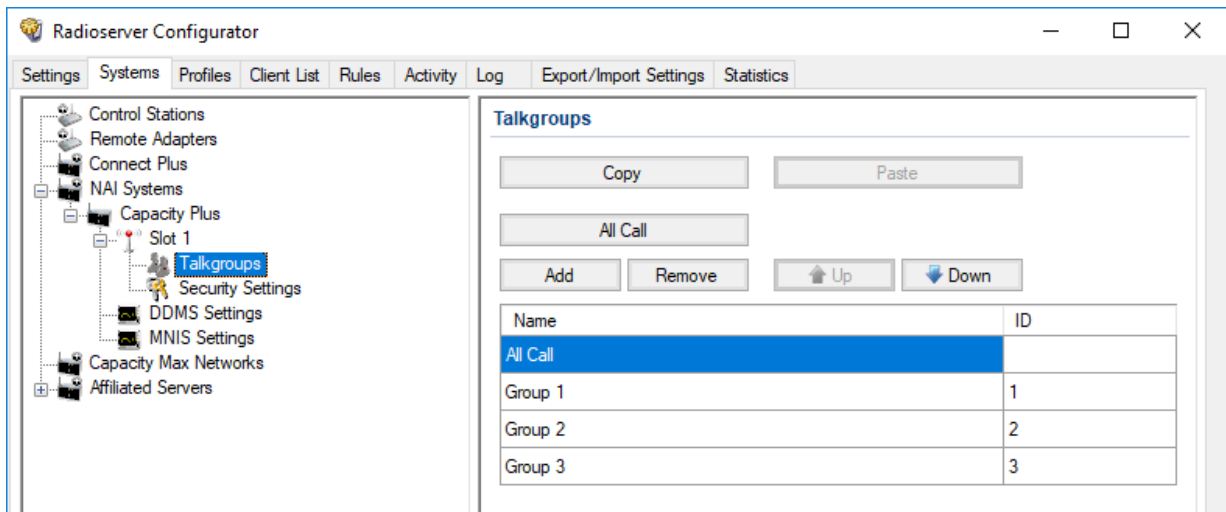 Radioserver Configurator
Settings Systems Profiles Client List Rules Activity Log Export/Import Settings Statistics
Control Stations
Remote Adapters
Connect Plus
NAI Systems
Capacity Plus
Slot 1
Talkgroups
Security Settings
DDMS Settings
MNIS Settings
Capacity Max Networks
Affiliated Servers
Talkgroups
Copy Paste
All Call
Add Remove Up Down
Name ID
All Call
Group 1 1
Group 2 2
Group 3 3